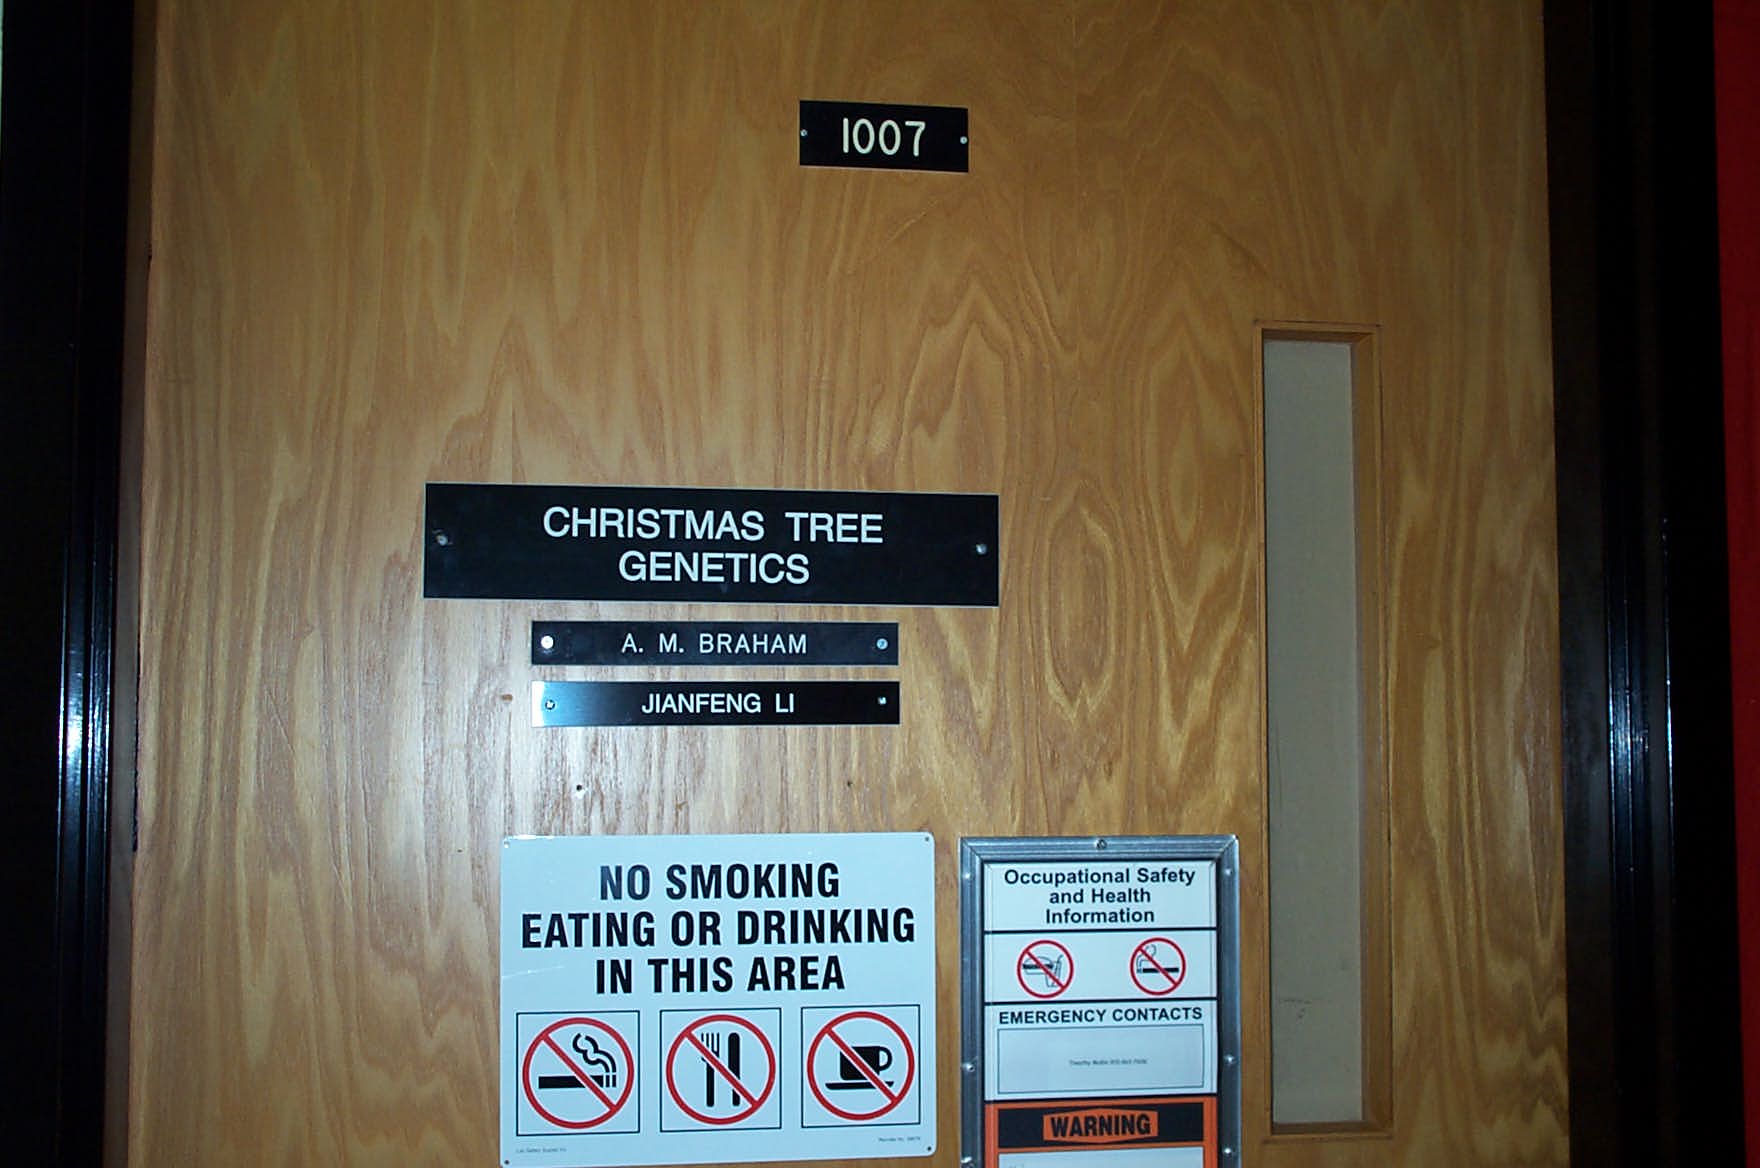 1007
CHRISTMAS TREE
GENETICS
A. M. BRAHAM
JIANFENG LI
NO SMOKING
EATING OR DRINKING
IN THIS AREA
Occupational Safety
and Health
Information
EMERGENCY CONTACTS
WARNING